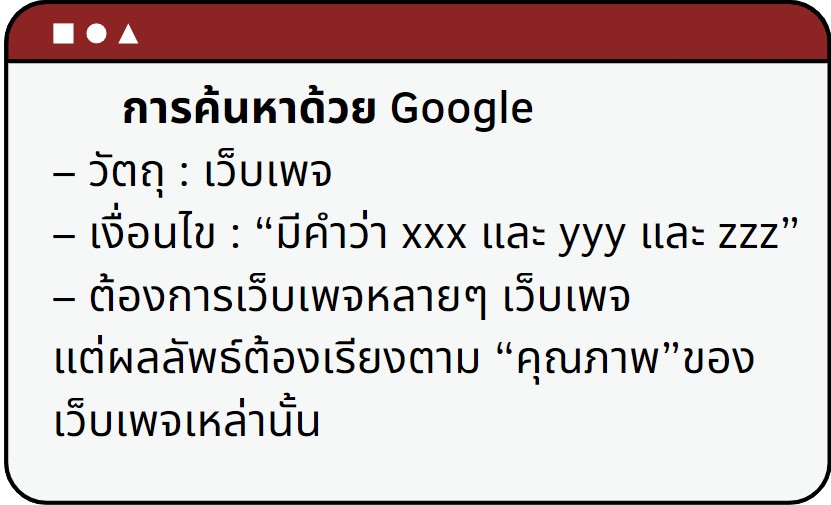 การค้นหาด้วย Google
– วัตถุ : เว็บเพจ
– เงื่อนไข : “มีคำว่า xxx และ yyy และ zzz”
– ต้องการเว็บเพจหลายๆ เว็บเพจ
แต่ผลลัพธ์ต้องเรียงตาม “คุณภาพ”ของ
เว็บเพจเหล่านั้น